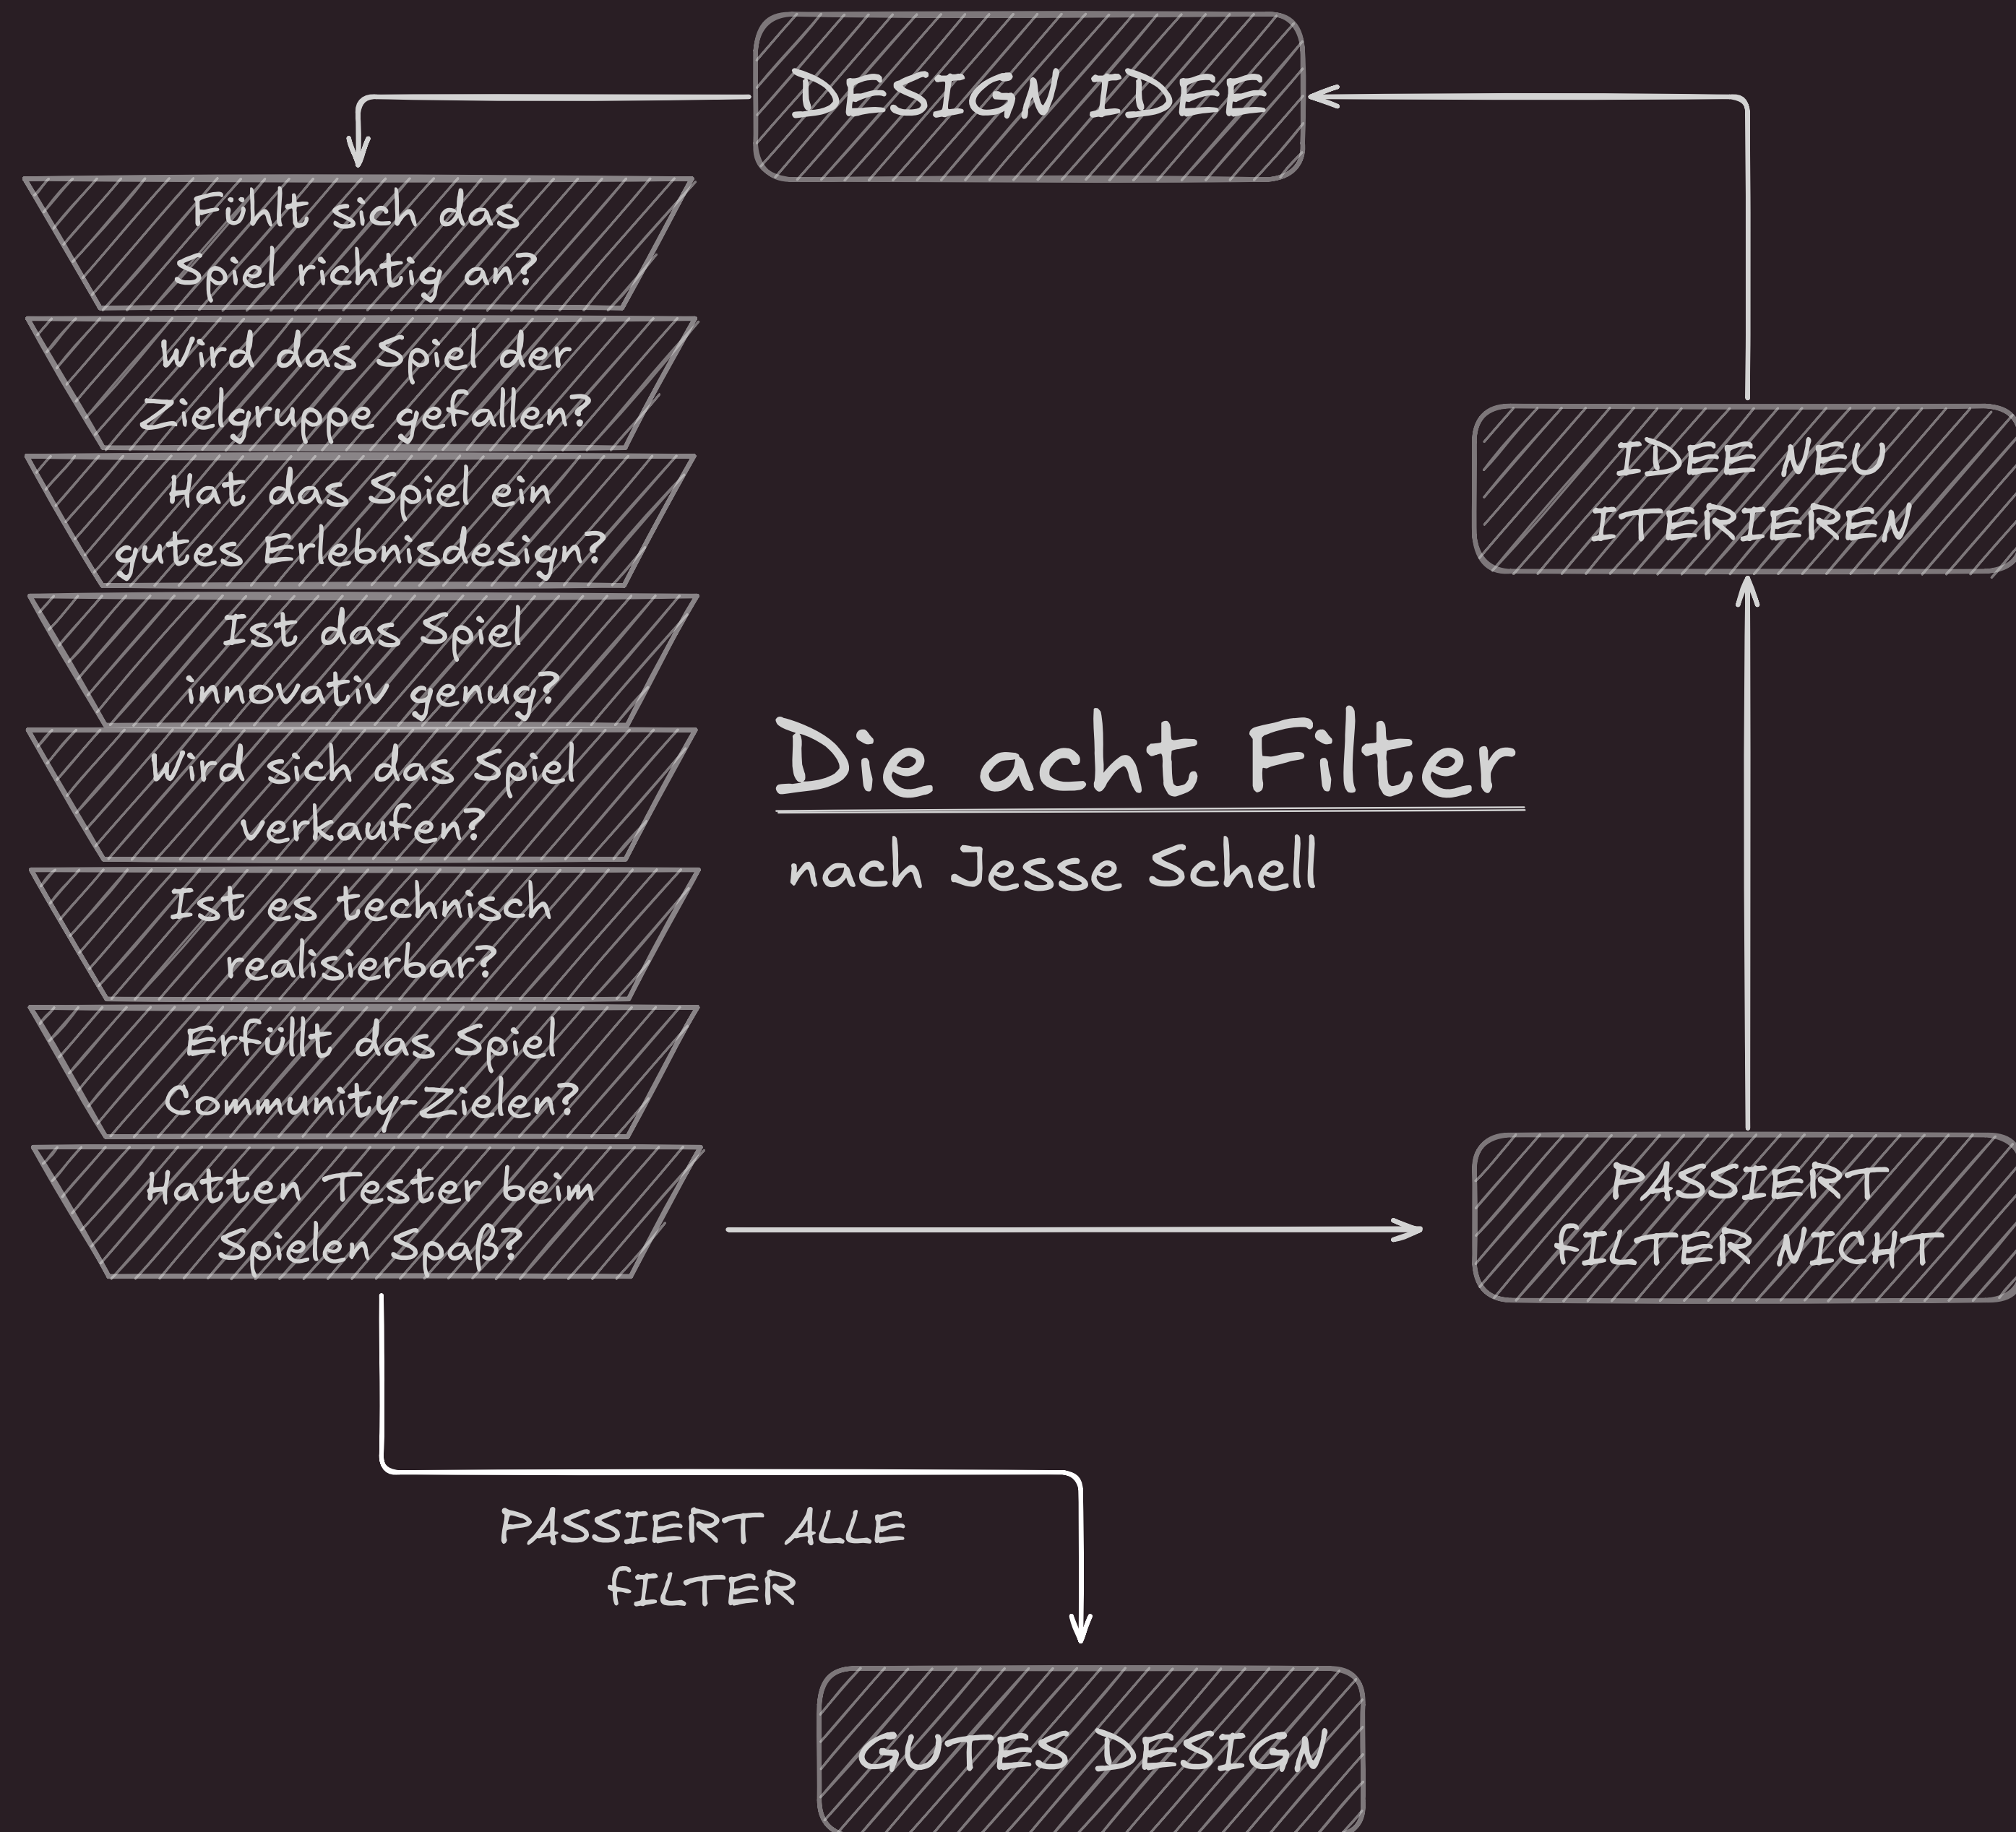 DESIGN IDEE
Fühlt sich das
Spiel richtig an?
Wird das Spiel der
Zielgruppe gefallen?
Hat das Spiel ein
gutes Erlebnisdesign?
Ist das Spiel
innovativ genug?
Wird sich das Spiel
verkaufen?
Ist es technisch
realisierbar?
Erfüllt das Spiel
Community-Zielen?
Hatten Tester beim
Spielen Spaß?
Die acht Filter
nach Jesse Schell
IDEE NEU
ITERIEREN
PASSIERT
fILTER NICHT
PASSIERT ALLE
fILTER
GUTES DESIGN